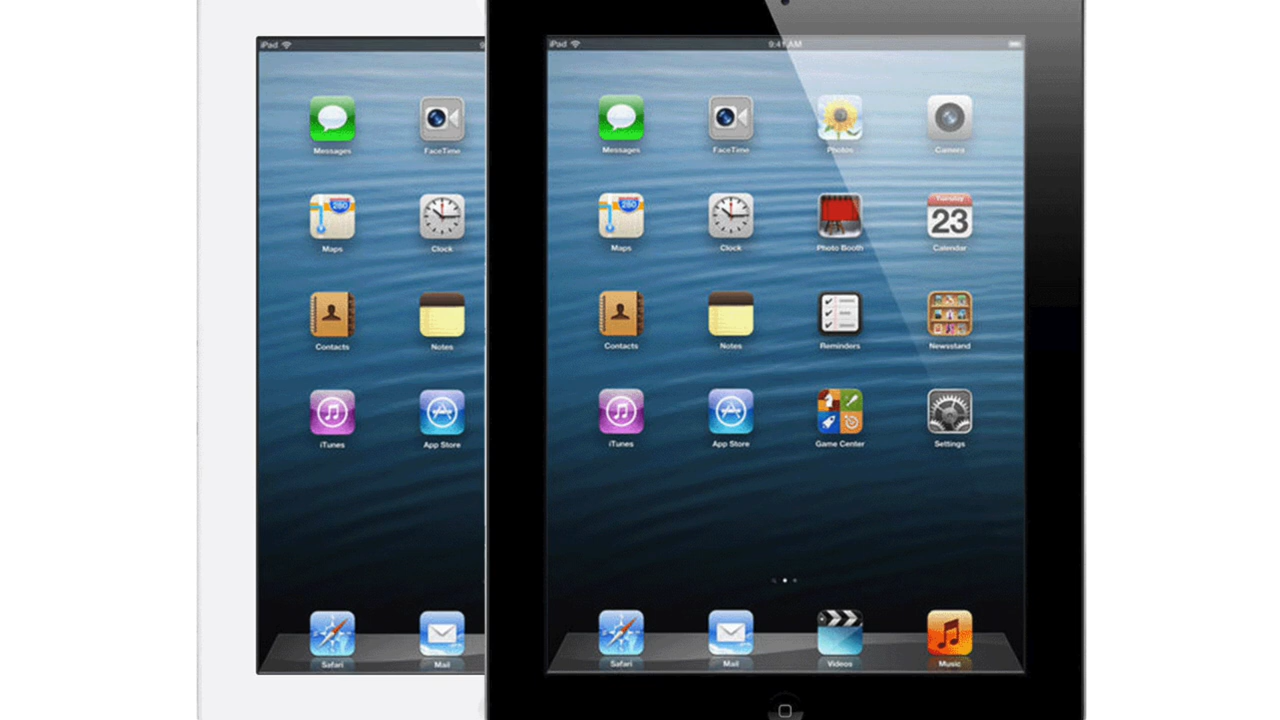 iPad
Messages FaceTime
280
Maps Clock
Contacts Notes
iTunes App Store
Safari Mail
iPad 9:41 AM
Messages FaceTime Photos Camera
280 Tuesday
23
Maps Clock Photo Booth Calendar
Contacts Notes Reminders Newsstand
iTunes App Store Game Center Settings
Safari Mail Videos Music